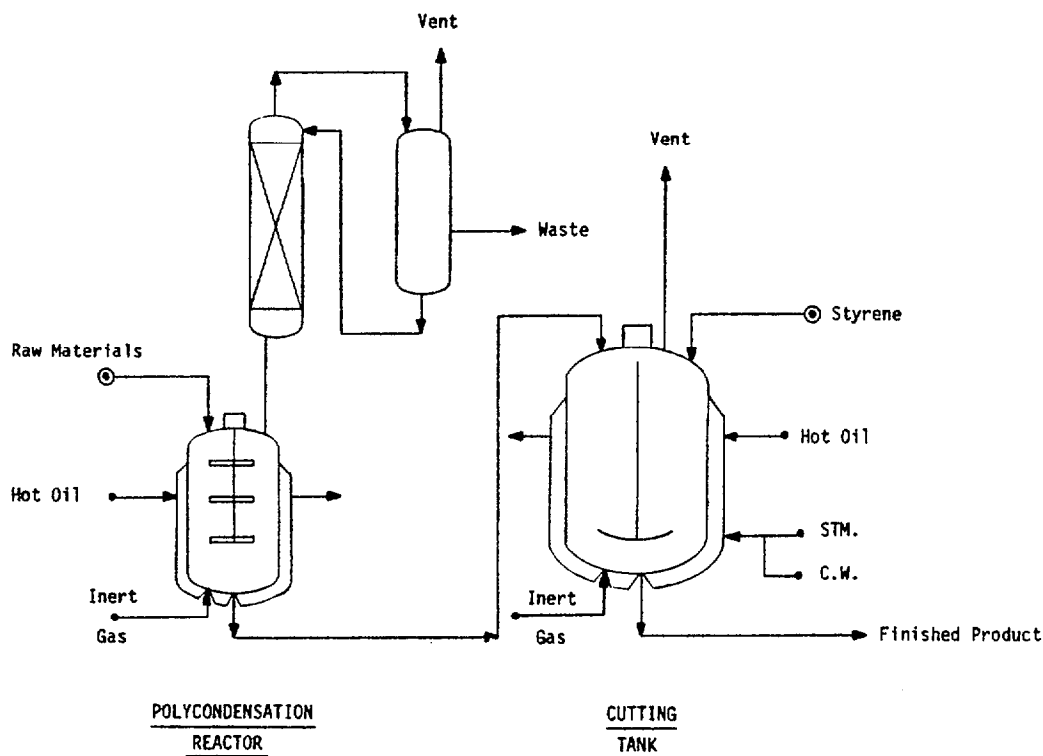 Vent
Vent
Waste
Styrene
Raw Materials
Hot Oil
Hot Oil
STM.
C.W.
Inert
Gas
Inert
Gas
Finished Product
POLYCONDENSATION
REACTOR
CUTTING
TANK